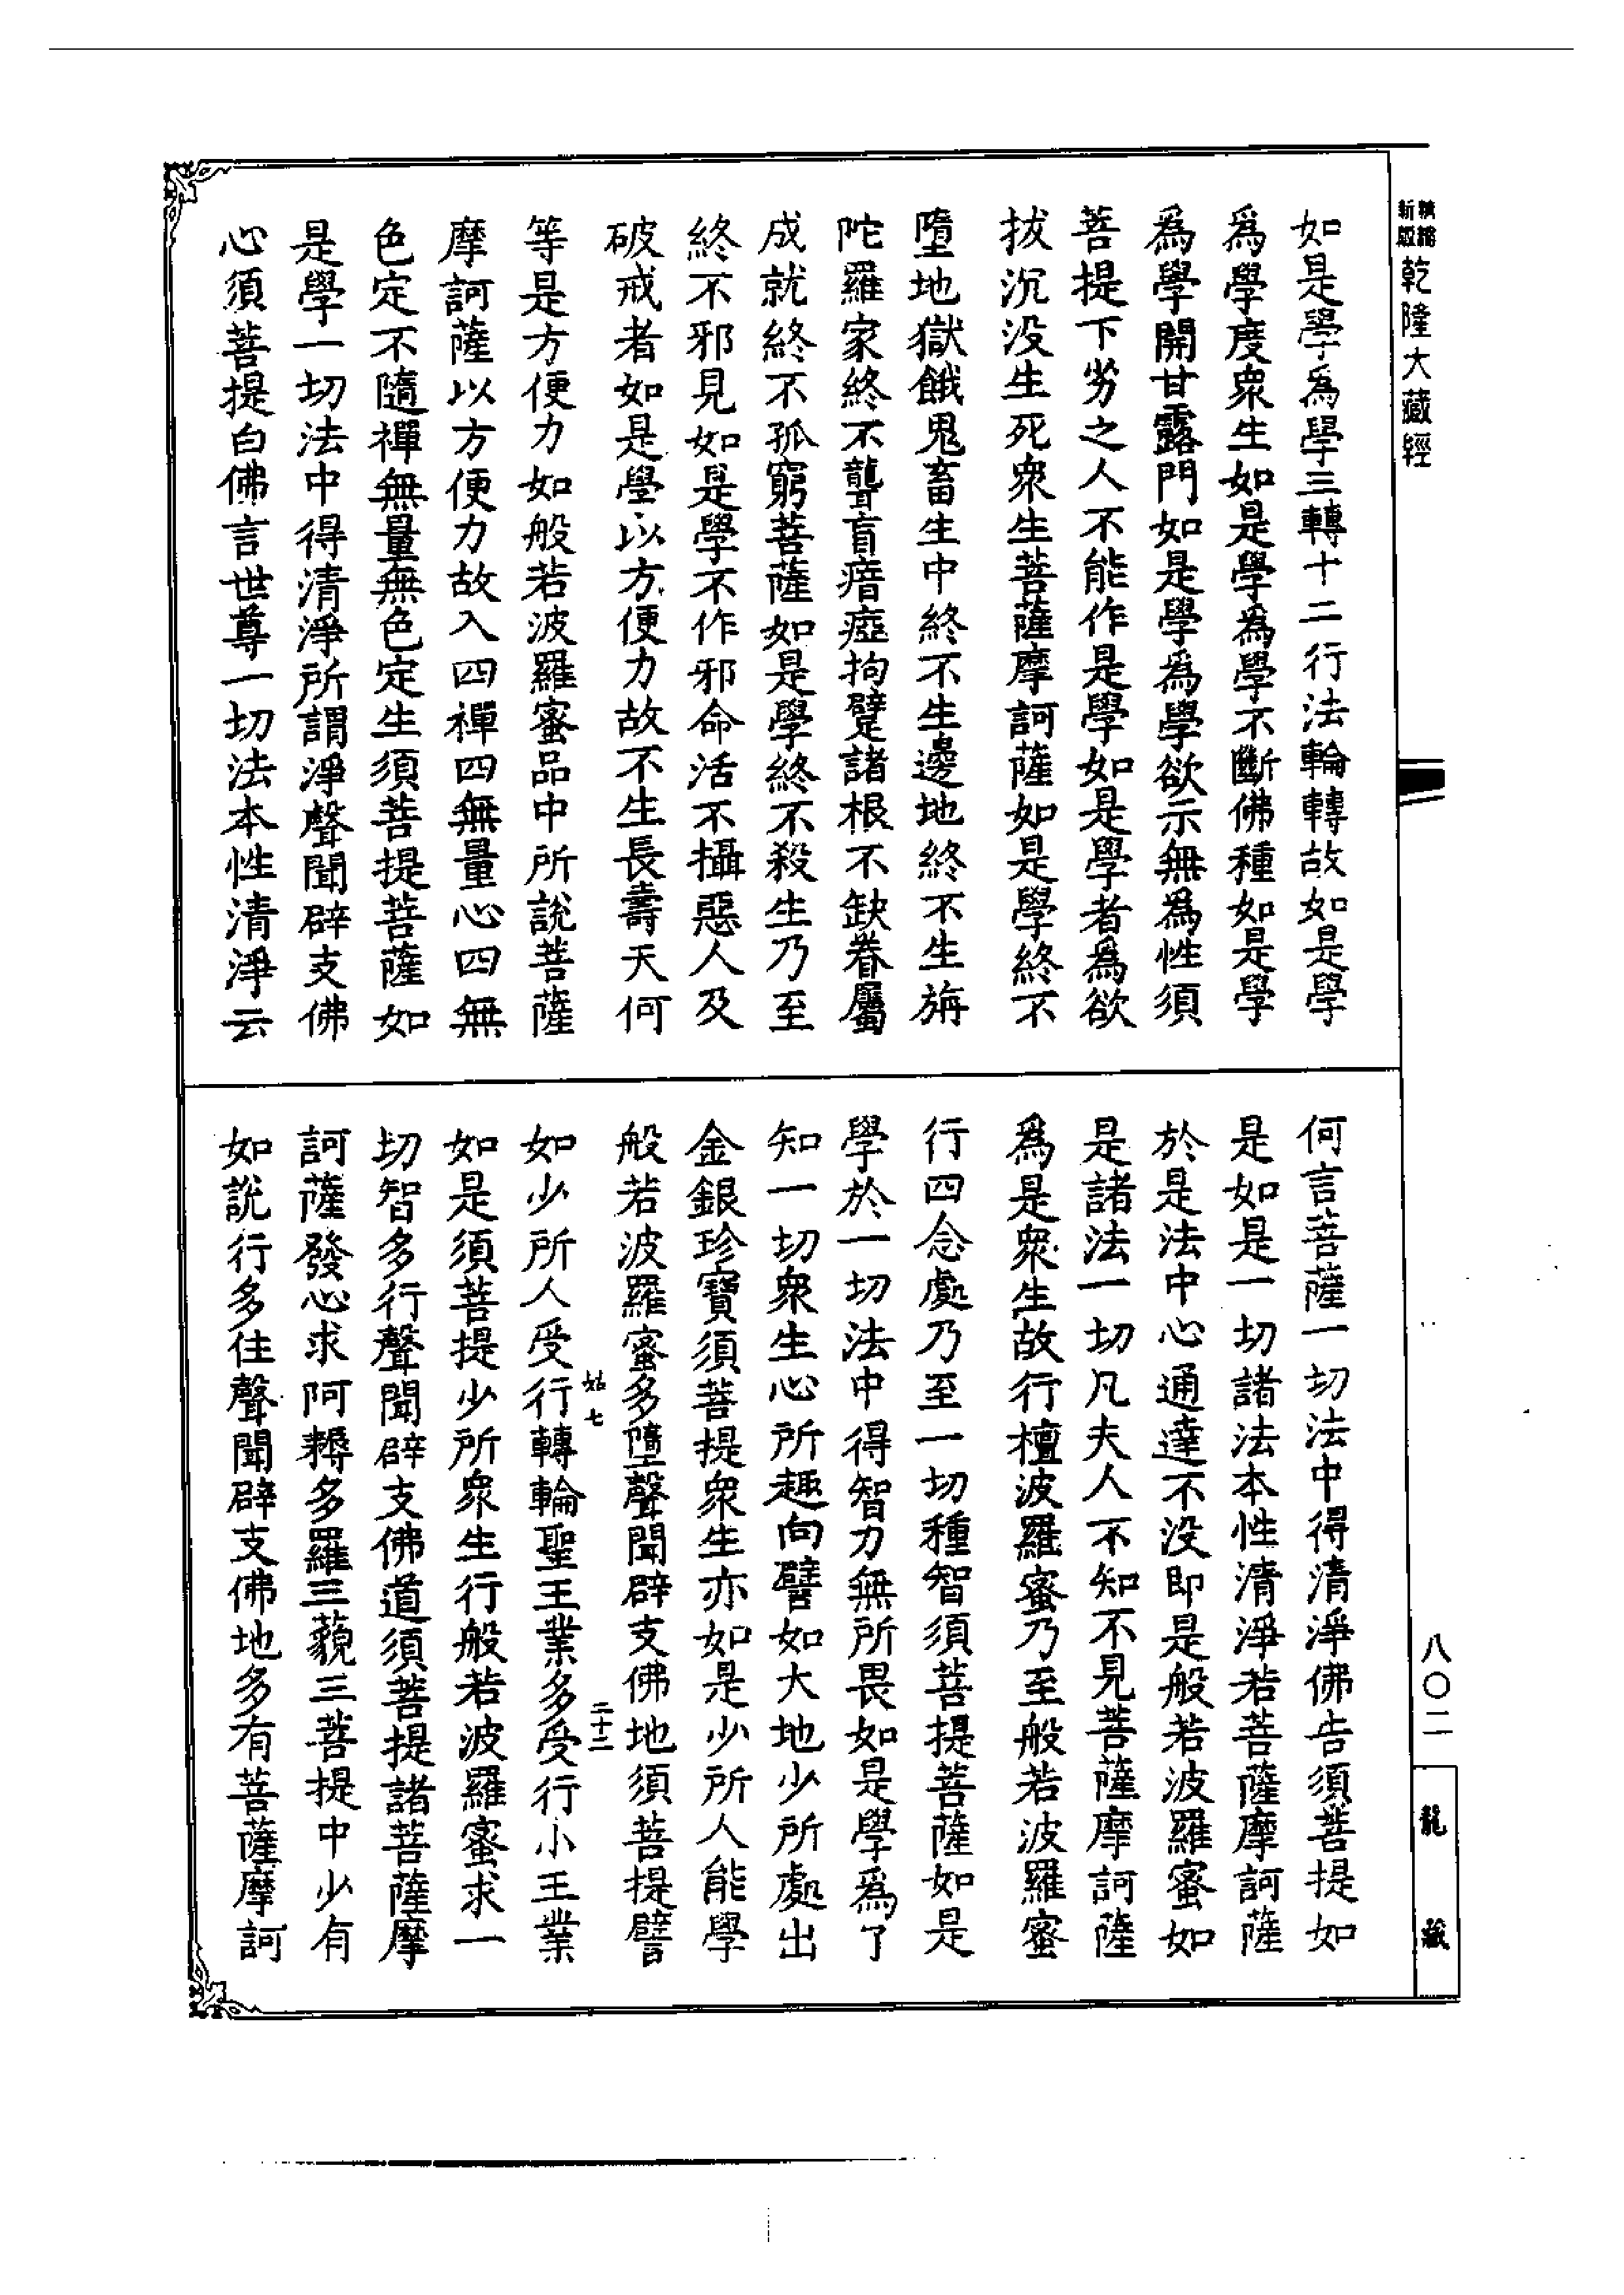 新版精縮乾隆大藏經
如是學為學三轉十二行法輪轉故如是學
爲學度衆生如是學為學不斷佛種如是學
爲學開甘露門如是學爲學欲示無爲性須
菩提下劣之人不能作是學如是學者爲欲
拔沉没生死衆生菩薩摩訶薩如是學終不
墮地獄餓鬼畜生中終不生邊地終不生旃
陀羅家終不聾盲瘖瘂拘躄諸根不缺眷屬
成就終不孤窮菩薩如是學終不殺生乃至
終不邪見如是學不作邪命活不攝惡人及
破戒者如是學以方便力故不生長壽天何
等是方便力如般若波羅蜜品中所說菩薩
摩訶薩以方便力故入四禪四無量心四無
色定不隨禪無量無色定生須菩提菩薩如
是學一切法中得清淨所謂淨聲聞辟支佛
心須菩提白佛言世尊一切法本性清淨云
何言菩薩一切法中得清淨佛告須菩提如
是如是一切諸法本性清淨若菩薩摩訶薩
於是法中心通達不没即是般若波羅蜜如
是諸法一切凡夫人不知不見菩薩摩訶薩
爲是衆生故行檀波羅蜜乃至般若波羅蜜
行四念處乃至一切種智須菩提菩薩如是
學於一切法中得智力無所畏如是學爲了
知一切衆生心所趣向譬如大地少所處出
金銀珍寶須菩提衆生亦如是少所人能學
般若波羅蜜多墮聲聞辟支佛地須菩提譬
姑七
二十三
如少所人受行轉輪聖王業多受行小王業
如是須菩提少所衆生行般若波羅蜜求一
切智多行聲聞辟支佛道須菩提諸菩薩摩
訶薩發心求阿耨多羅三藐三菩提中少有
如說行多住聲聞辟支佛地多有菩薩摩訶
八〇二
龍藏